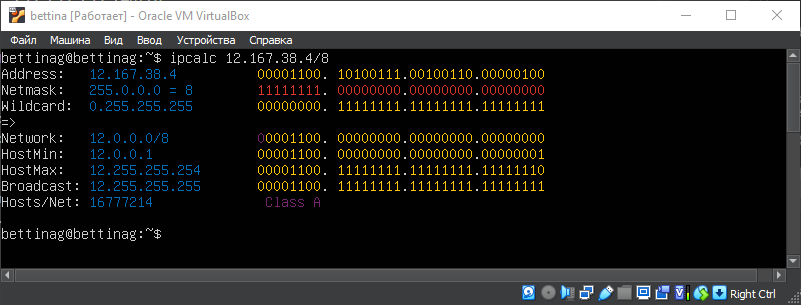 bettina [Работает] - Oracle VM VirtualBox
Файл Машина Вид Ввод Устройства Справка
bettinag@bettinag:~$ ipcalc 12.167.38.4/8
Address: 12.167.38.4 00001100. 10100111.00100110.00000100
Netmask: 255.0.0.0 = 8 11111111. 00000000.00000000.00000000
Wildcard: 0.255.255.255 00000000. 11111111.11111111.11111111
=>
Network: 12.0.0.0/8 00001100. 00000000.00000000.00000000
HostMin: 12.0.0.1 00001100. 00000000.00000000.00000001
HostMax: 12.255.255.254 00001100. 11111111.11111111.11111110
Broadcast: 12.255.255.255 00001100. 11111111.11111111.11111111
Hosts/Net: 16777214 Class A
bettinag@bettinag:~$
Right Ctrl